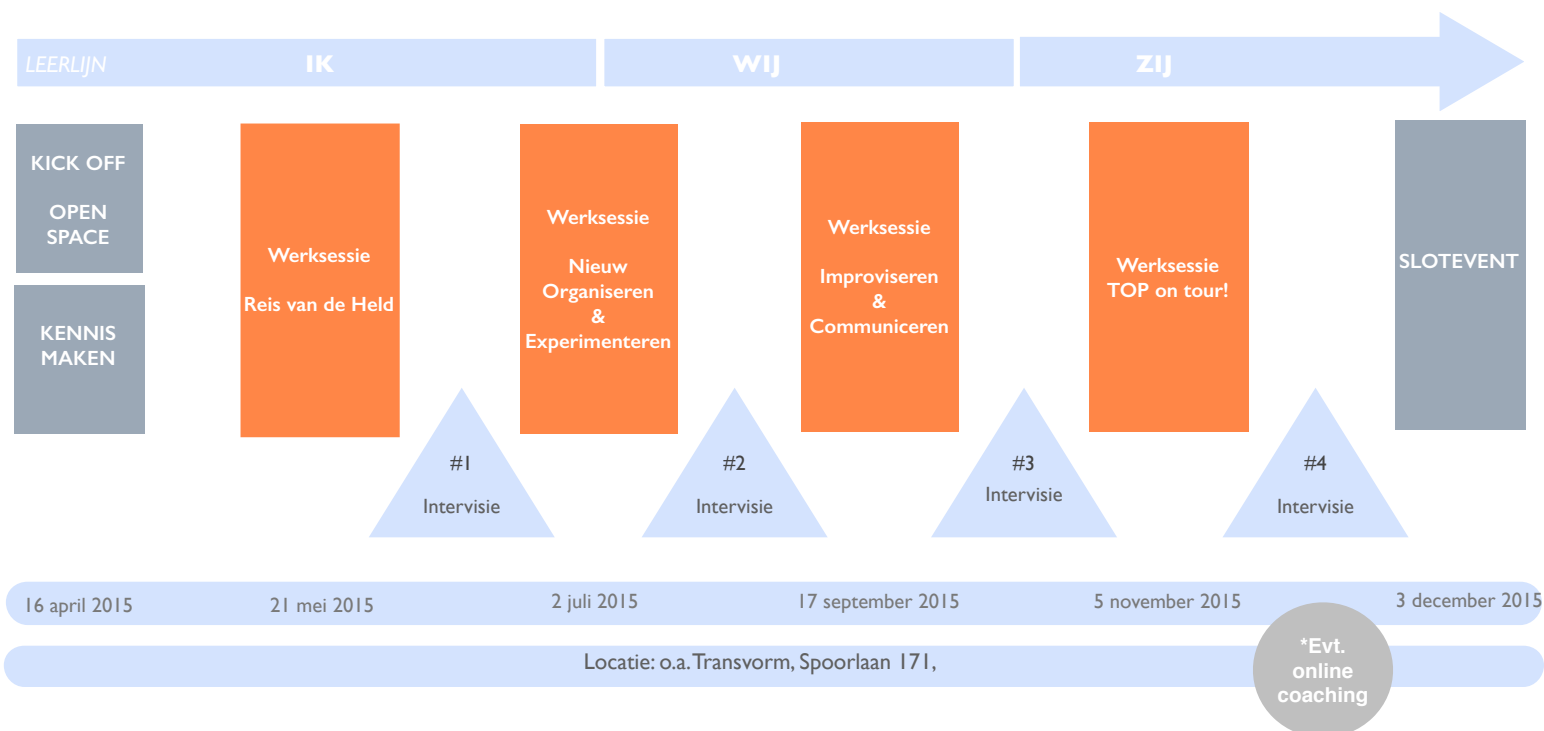 LEERLIJN
IK
WIJ
ZIJ
KICK OFF
OPEN
SPACE
KENNIS
MAKEN
Werksessie
Reis van de Held
Werksessie
Nieuw
Organiseren
&
Experimenteren
Werksessie
Improviseren
&
Communiceren
Werksessie
TOP on tour!
SLOTEVENT
#1
Intervisie
#2
Intervisie
#3
Intervisie
#4
Intervisie
16 april 2015
21 mei 2015
2 juli 2015
17 september 2015
5 november 2015
3 december 2015
Locatie: o.a. Transvorm, Spoorlaan 171,
*Evt.
online
coaching